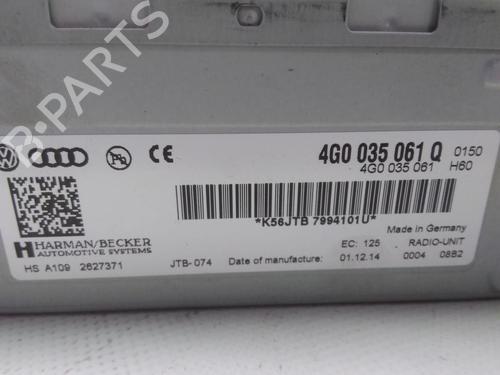 4G0 035 061 Q 0150
4G0 035 061 H60
*K56JTB 7994101U*
Made in Germany
HARMAN/BECKER
AUTOMOTIVE SYSTEMS
EC: 125 RADIO-UNIT
HS A109 2627371 JTB-074 Date of manufacture: 01.12.14 0004 08B2
B-PARTS